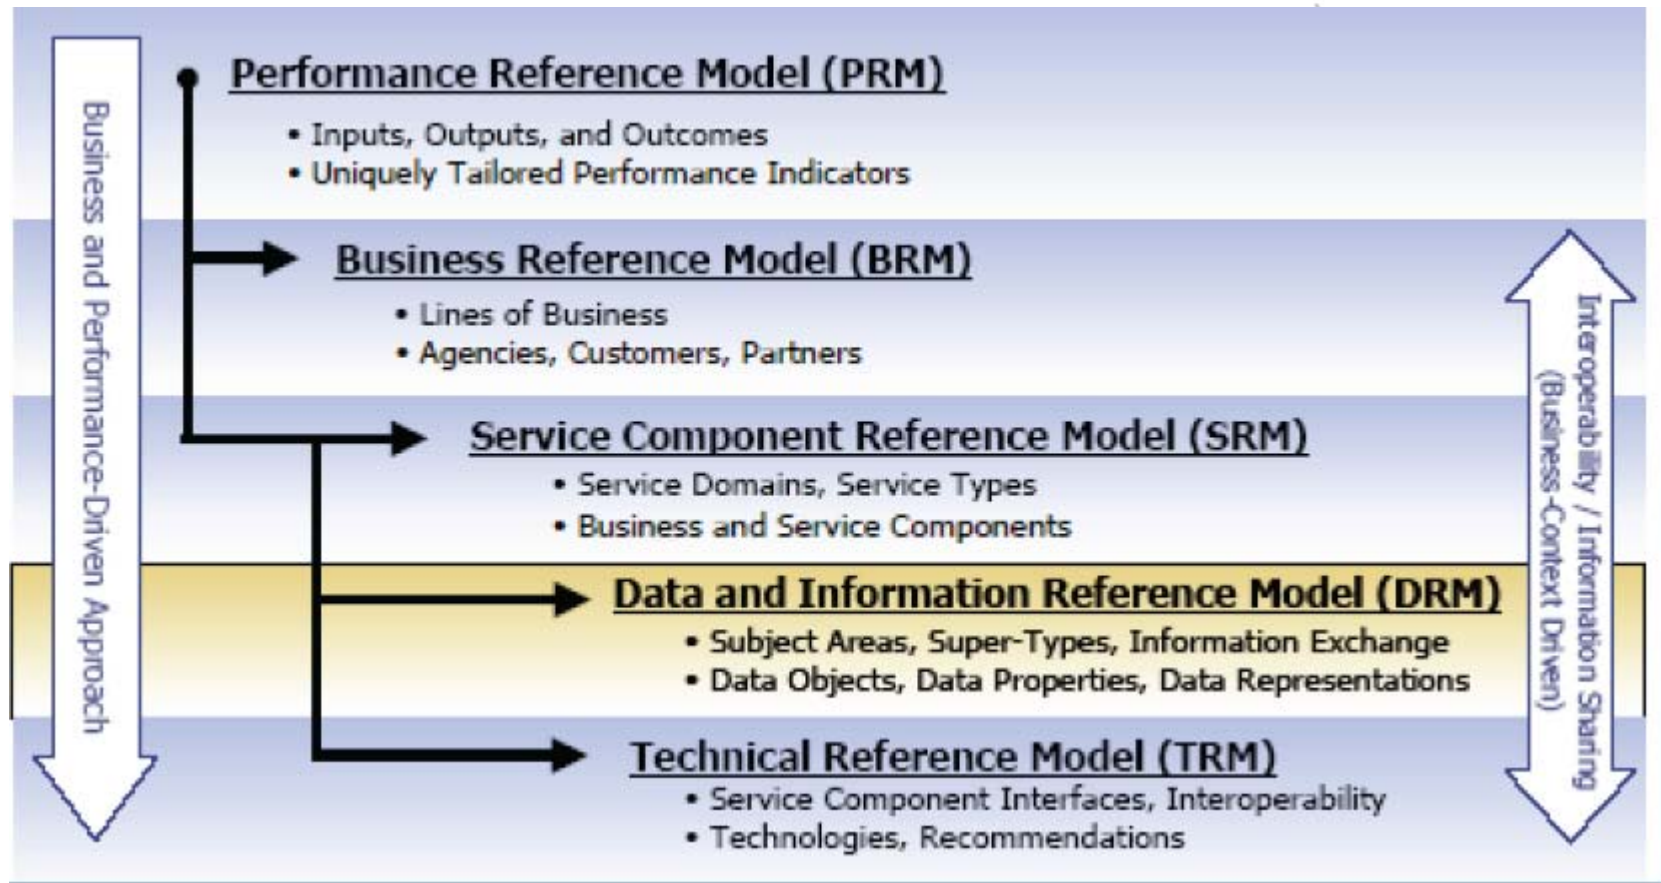 Business and Performance-Driven Approach
Performance Reference Model (PRM)
• Inputs, Outputs, and Outcomes
• Uniquely Tailored Performance Indicators
Business Reference Model (BRM)
• Lines of Business
• Agencies, Customers, Partners
Service Component Reference Model (SRM)
• Service Domains, Service Types
• Business and Service Components
Data and Information Reference Model (DRM)
• Subject Areas, Super-Types, Information Exchange
• Data Objects, Data Properties, Data Representations
Technical Reference Model (TRM)
• Service Component Interfaces, Interoperability
• Technologies, Recommendations
Interoperability / Information Sharing
(Business-Context Driven)